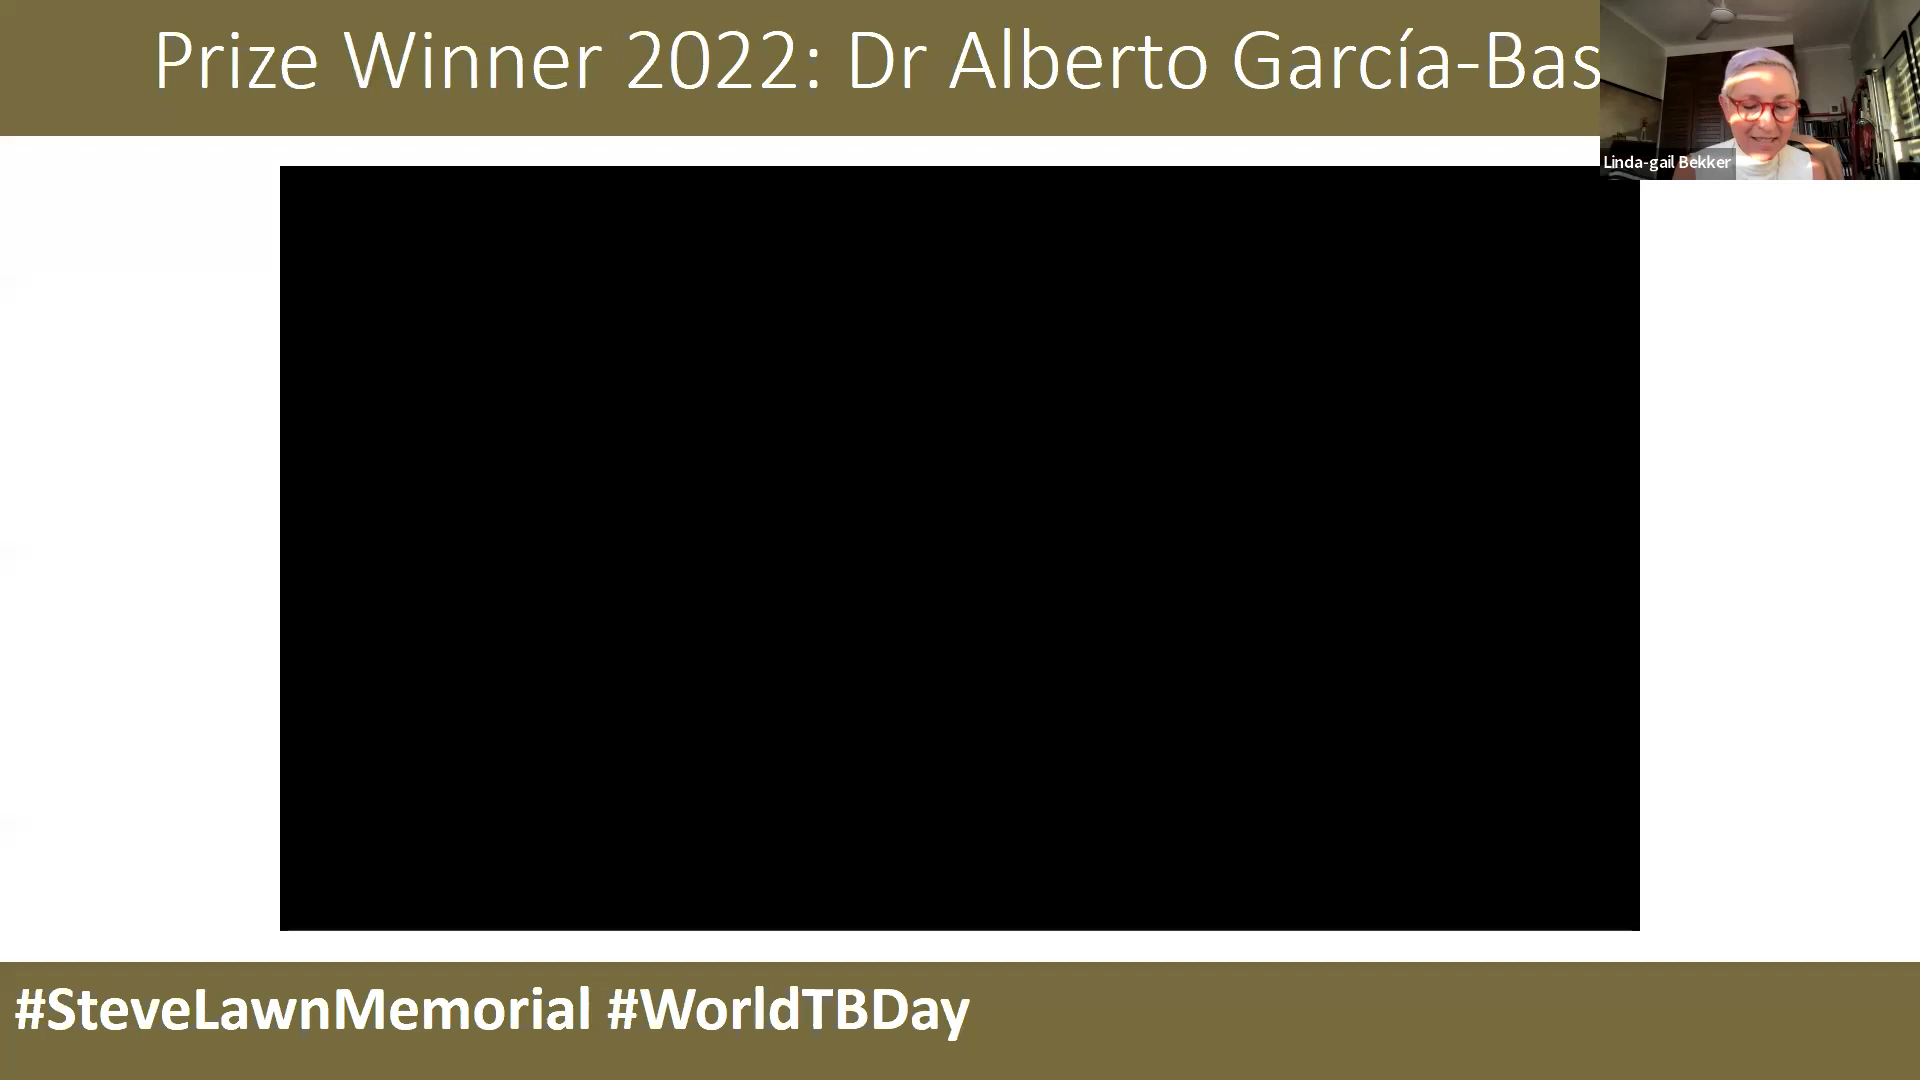 Prize Winner 2022: Dr Alberto García-Bas
Linda-gail Bekker
#SteveLawnMemorial #WorldTBDay